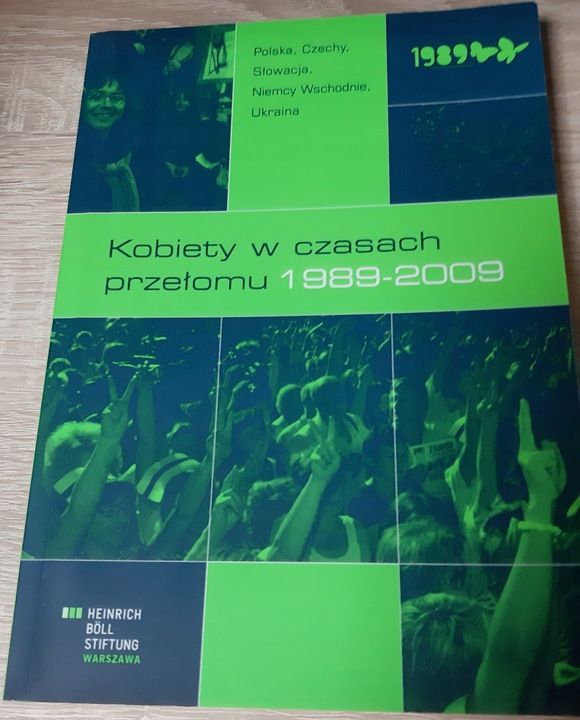 Polska, Czechy,
Słowacja,
Niemcy Wschodnie,
Ukraina
1989
Kobiety w czasach
przełomu 1989-2009
HEINRICH
BÖLL
STIFTUNG
WARSZAWA